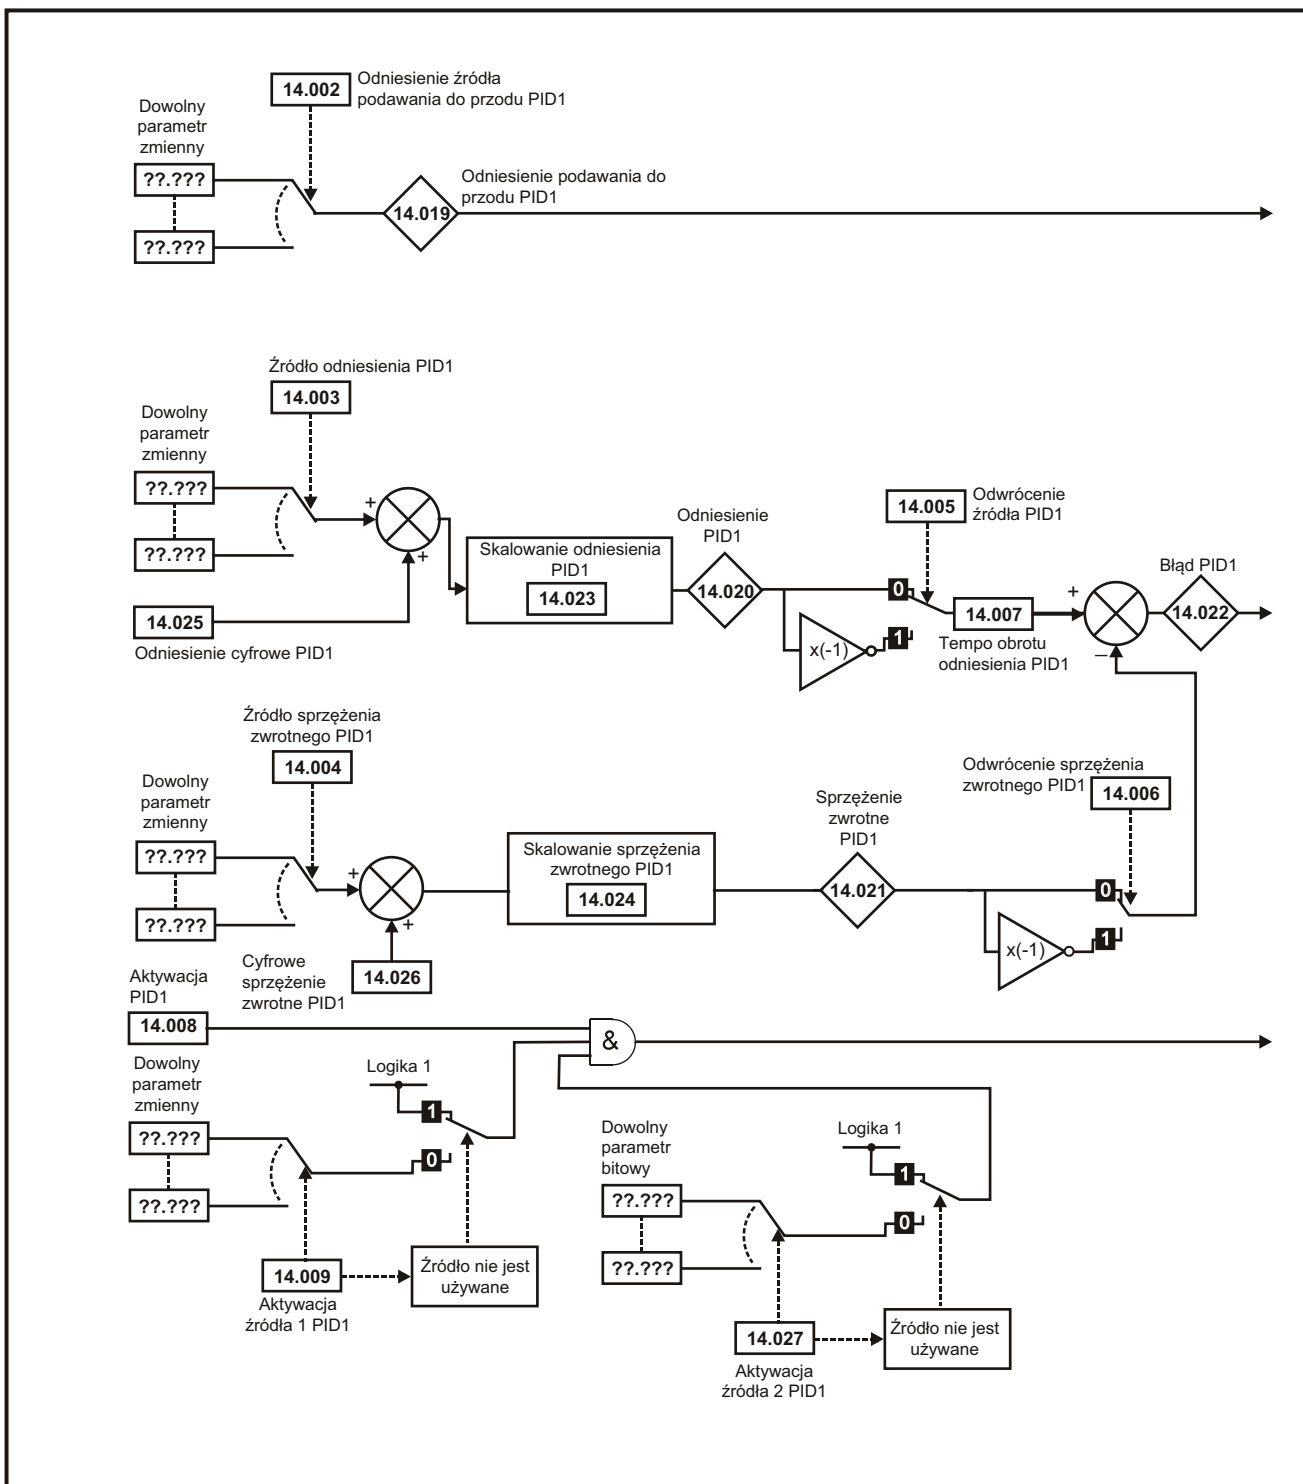 14.002
Odniesienie źródła
podawania do przodu PID1
Dowolny
parametr
zmienny
??.???
??.???
14.019
Odniesienie podawania do
przodu PID1
Źródło odniesienia PID1
14.003
Dowolny
parametr
zmienny
??.???
??.???
+
+
14.025
Odniesienie cyfrowe PID1
Skalowanie odniesienia
PID1
14.023
Odniesienie
PID1
14.020
14.005
Odwrócenie
źródła PID1
0
1
x(-1)
14.007
Tempo obrotu
odniesienia PID1
+
–
Błąd PID1
14.022
Źródło sprzężenia
zwrotnego PID1
14.004
Dowolny
parametr
zmienny
??.???
??.???
+
+
Cyfrowe
sprzężenie
zwrotne PID1
14.026
Skalowanie sprzężenia
zwrotnego PID1
14.024
Sprzężenie
zwrotne
PID1
14.021
Odwrócenie sprzężenia
zwrotnego PID1
14.006
0
1
x(-1)
Aktywacja
PID1
14.008
&
Dowolny
parametr
zmienny
??.???
??.???
Logika 1
1
0
14.009
Aktywacja
źródła 1 PID1
Źródło nie jest
używane
Dowolny
parametr
bitowy
??.???
??.???
Logika 1
1
0
14.027
Aktywacja
źródła 2 PID1
Źródło nie jest
używane